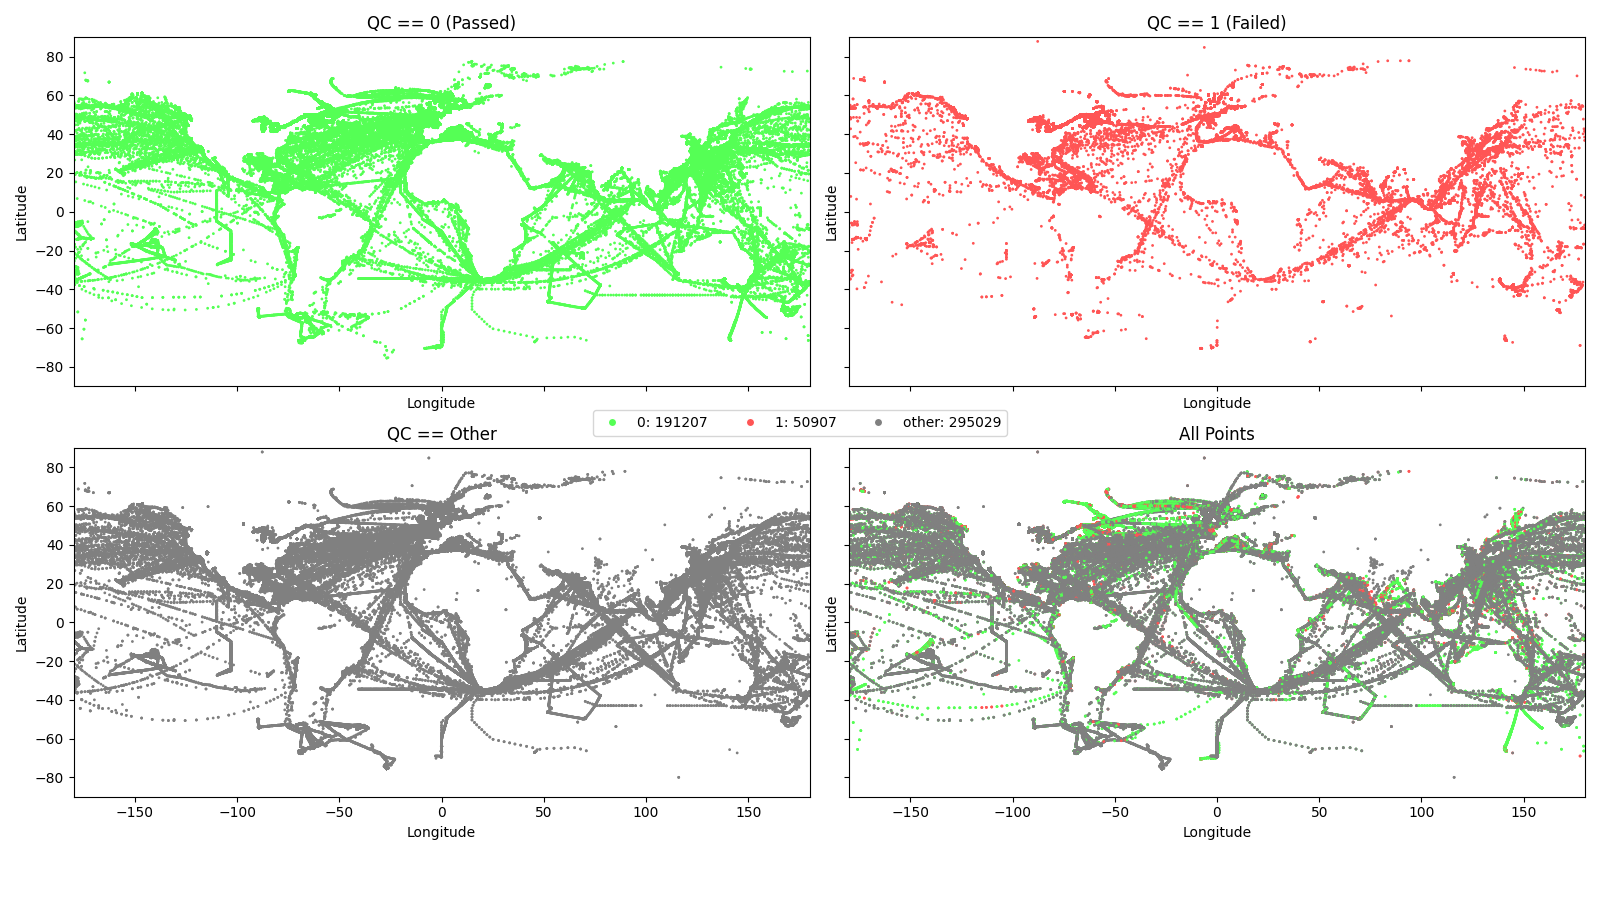 QC == 0 (Passed)
QC == 1 (Failed)
80
60
40
20
0
−20
−40
−60
−80
Latitude
Latitude
Longitude
Longitude
0: 191207
1: 50907
other: 295029
QC == Other
All Points
80
60
40
20
0
−20
−40
−60
−80
Latitude
Latitude
−150
−100
−50
0
50
100
150
−150
−100
−50
0
50
100
150
Longitude
Longitude